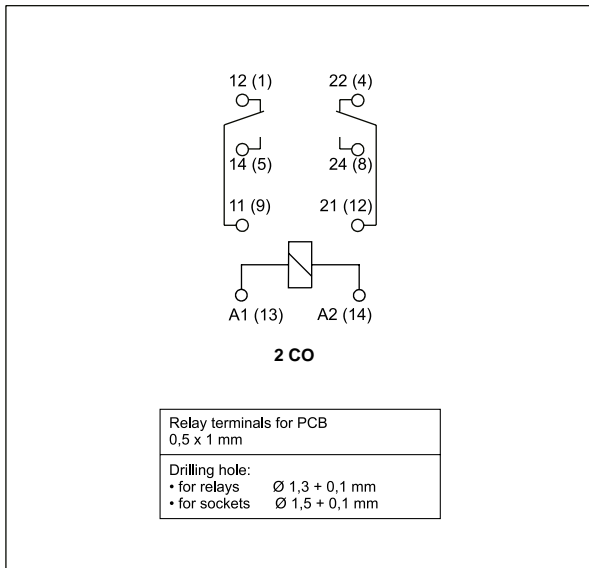 12 (1) 22 (4)
14 (5) 24 (8)
11 (9) 21 (12)
A1 (13) A2 (14)
2 CO
Relay terminals for PCB
0,5 x 1 mm
Drilling hole:
• for relays Ø 1,3 + 0,1 mm
• for sockets Ø 1,5 + 0,1 mm